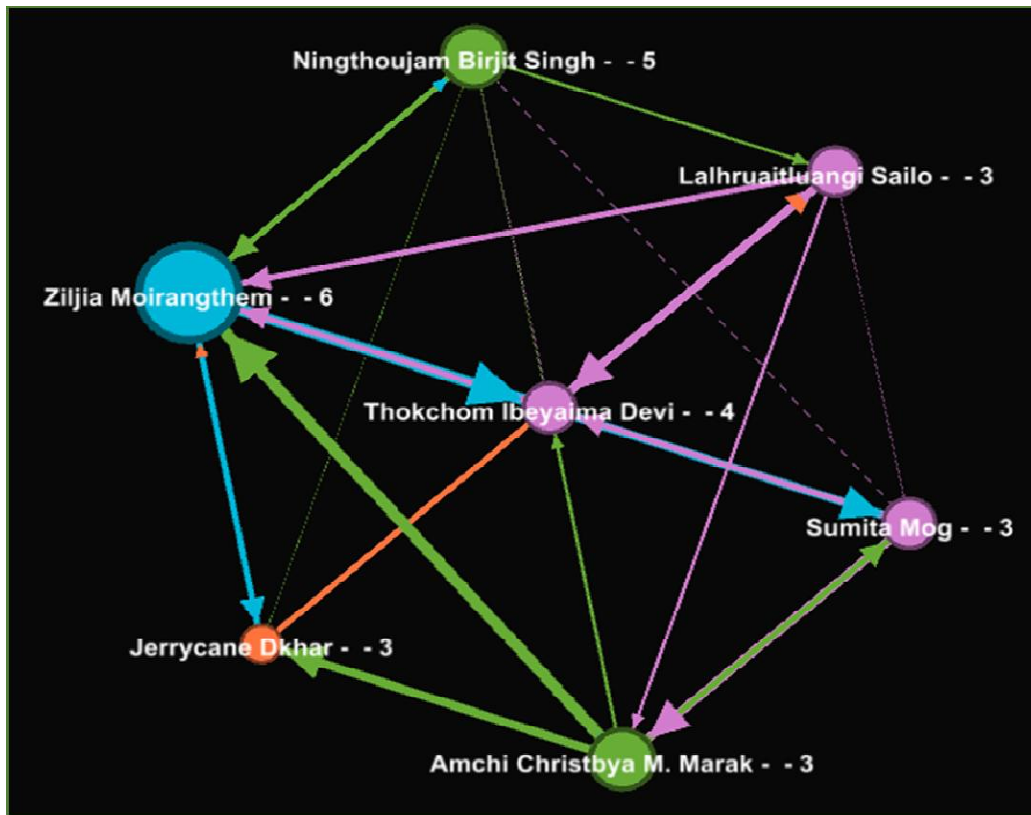 Ningthoujam Birjit Singh - - 5
Lalhruaitluangi Sailo - - 3
Ziljia Moirangthem - - 6
Thokchom Ibeyaima Devi - - 4
Sumita Mog - - 3
Jerrycane Dkhar - - 3
Amchi Christbya M. Marak - - 3